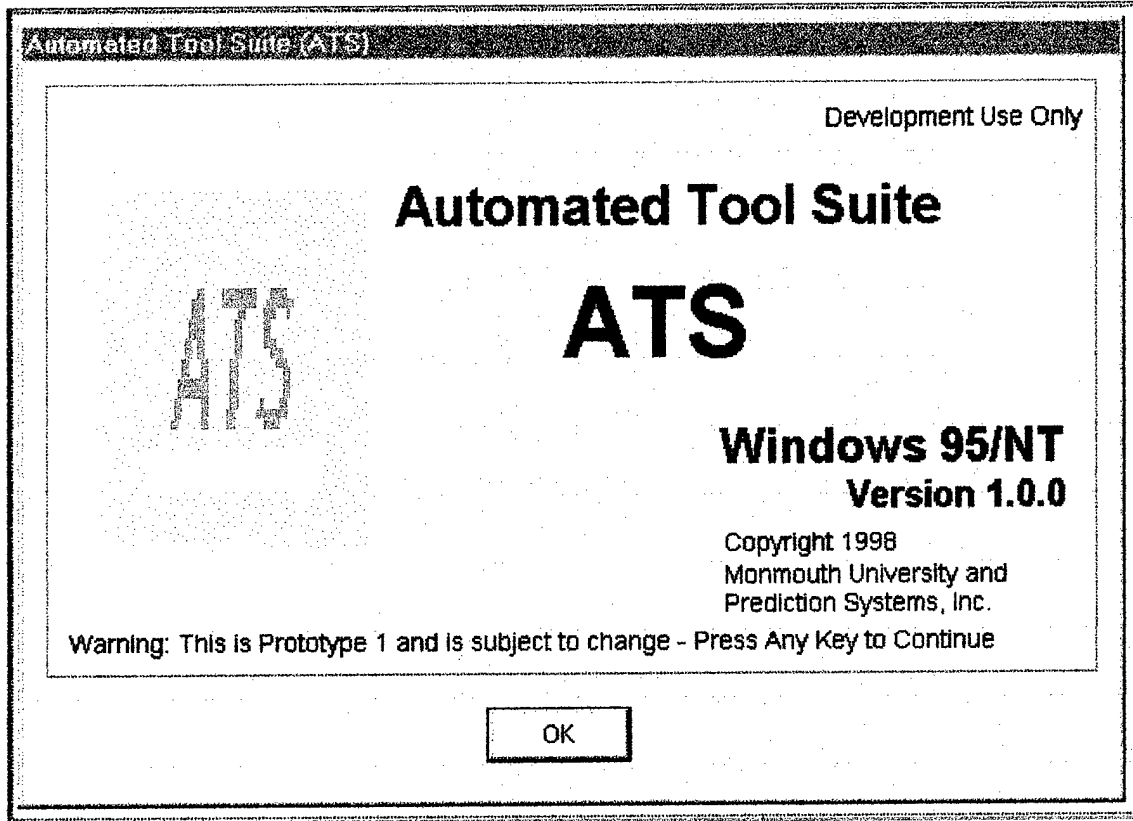 Automated Tool Suite (ATS)
Development Use Only
Automated Tool Suite
ATS
ATS
Windows 95/NT
Version 1.0.0
Copyright 1998
Monmouth University and
Prediction Systems, Inc.
Warning: This is Prototype 1 and is subject to change - Press Any Key to Continue
OK